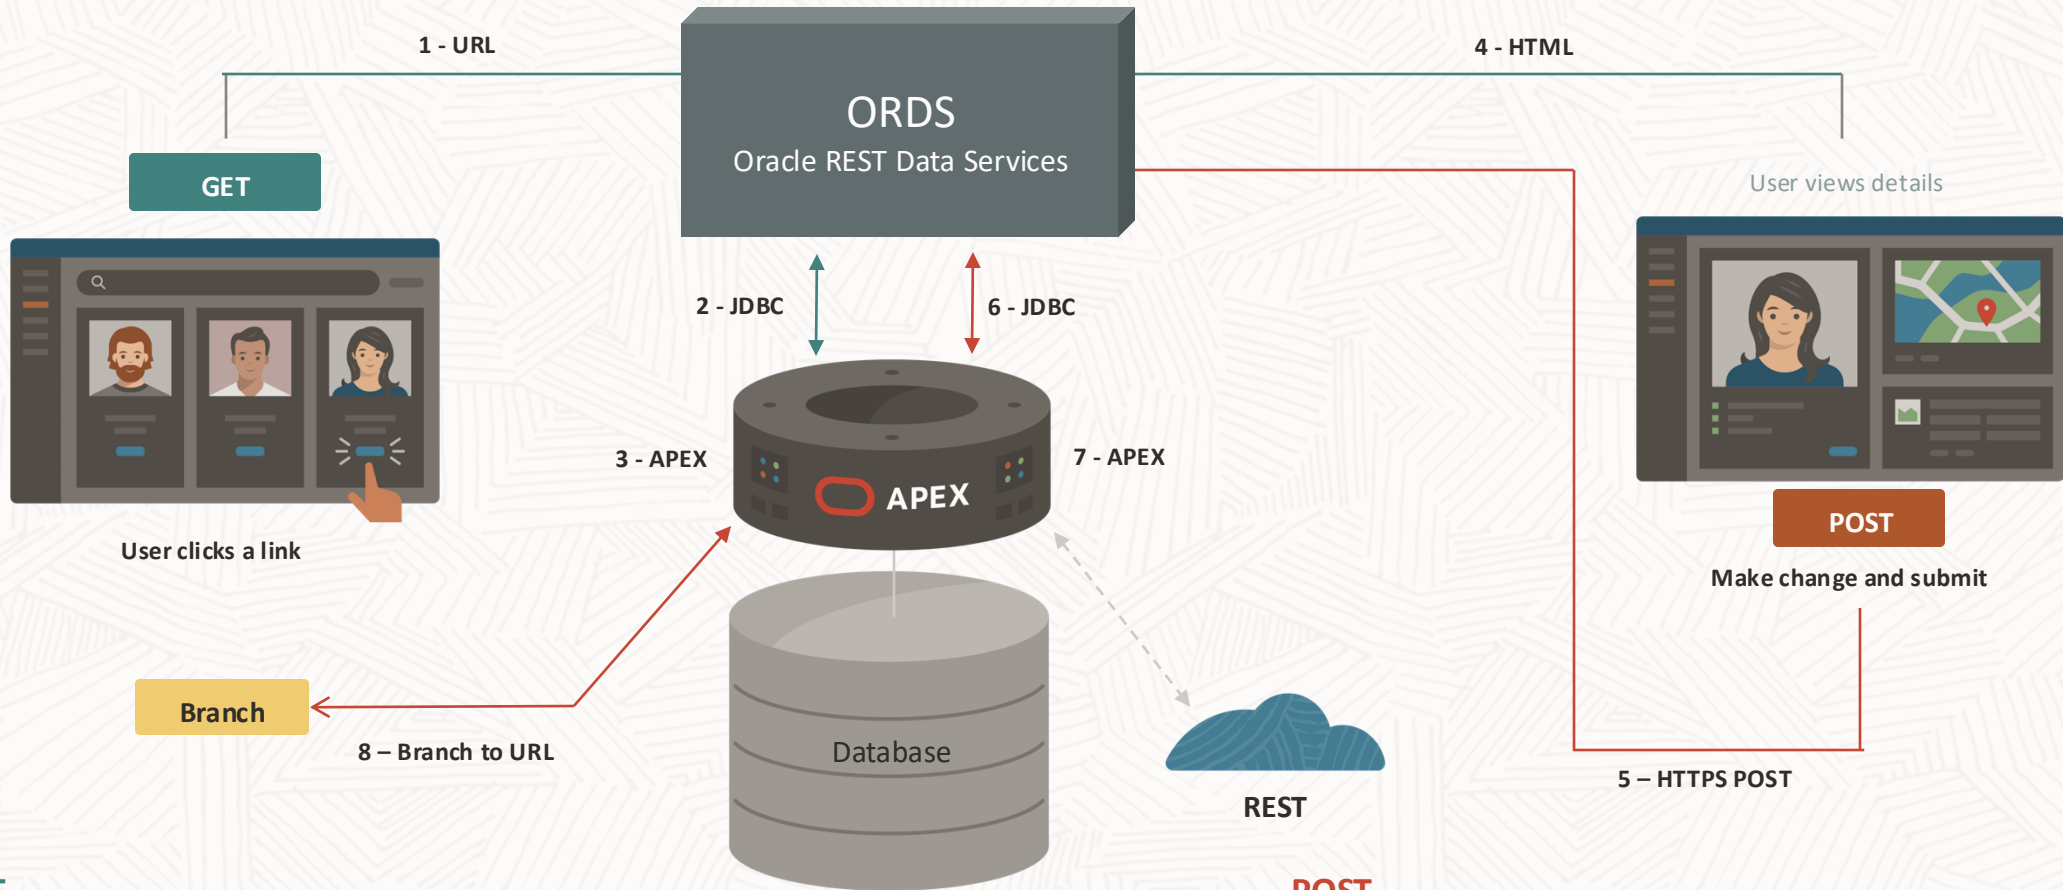 1 - URL
4 - HTML
ORDS
Oracle REST Data Services
GET
User views details
2 - JDBC
6 - JDBC
3 - APEX
7 - APEX
APEX
POST
User clicks a link
Make change and submit
Branch
8 – Branch to URL
Database
5 – HTTPS POST
REST
POST